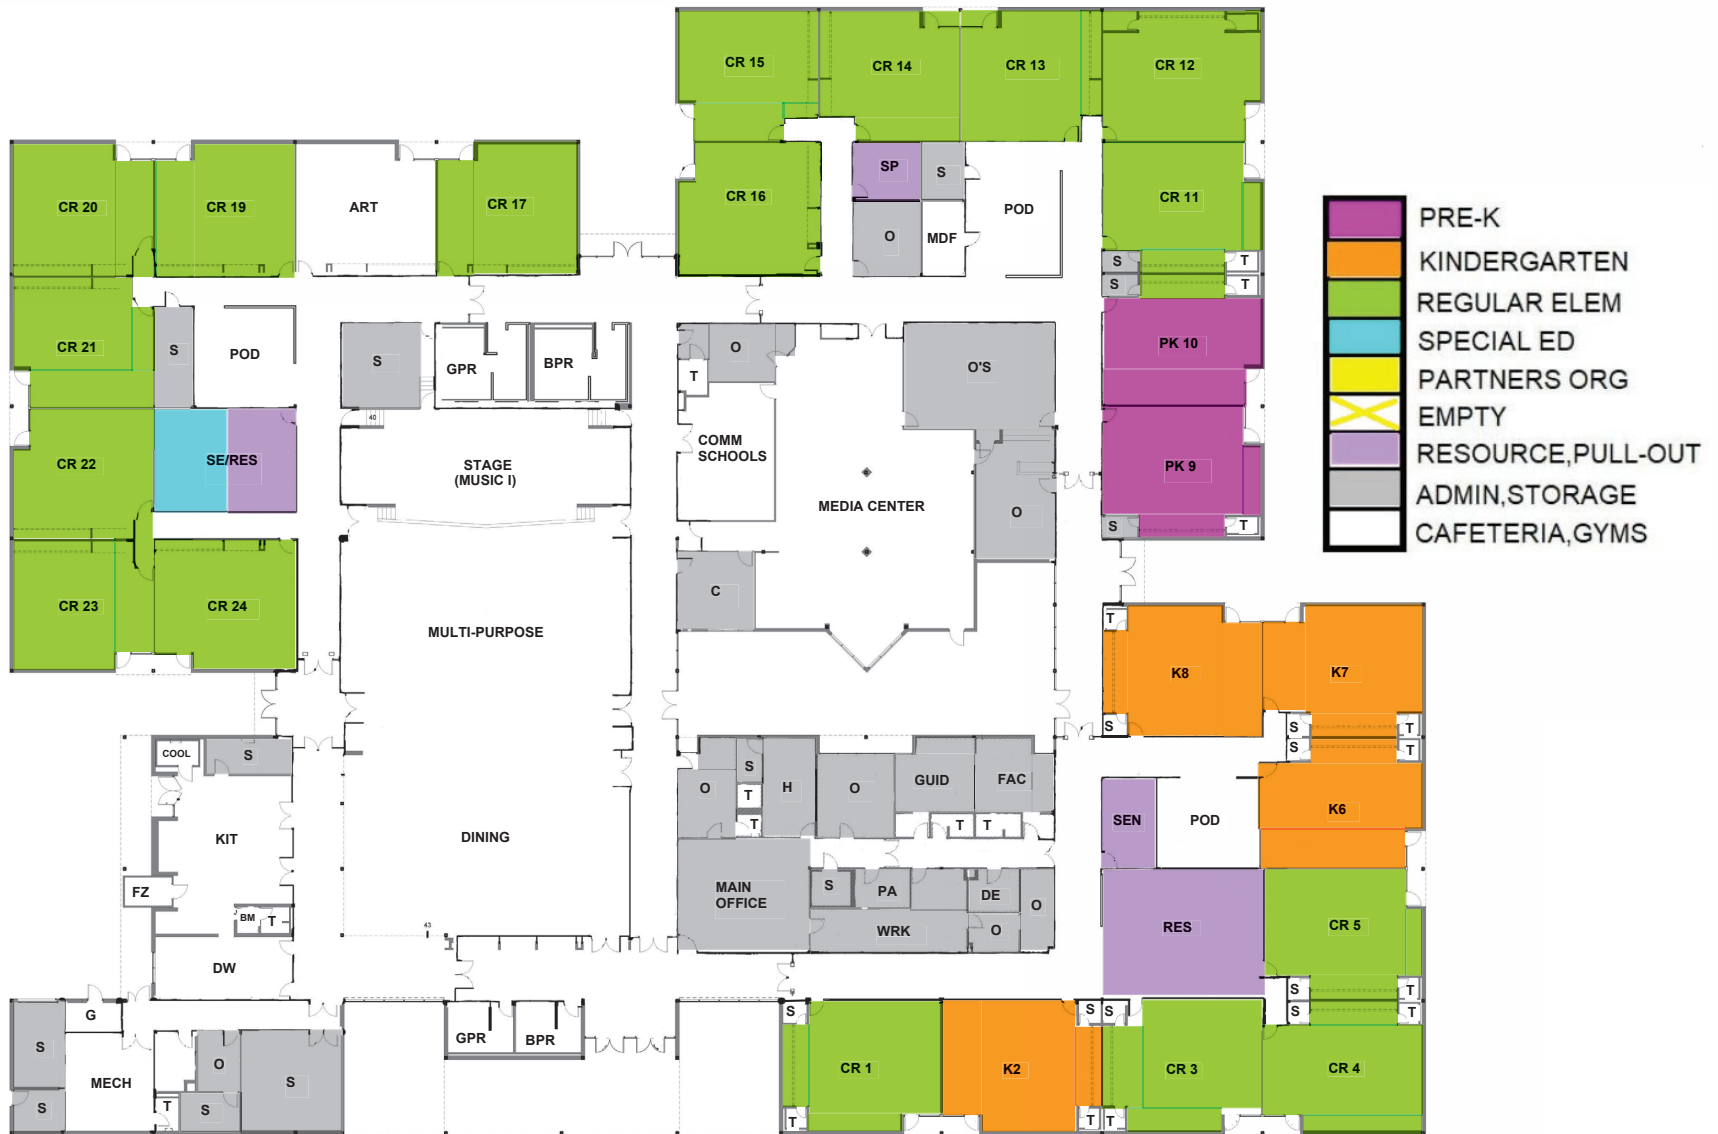 CR 15
CR 14
CR 13
CR 12
CR 20
CR 19
ART
CR 17
CR 16
SP
S
O
MDF
POD
CR 11
S
T
S
T
PRE-K
KINDERGARTEN
REGULAR ELEM
SPECIAL ED
PARTNERS ORG
EMPTY
RESOURCE,PULL-OUT
ADMIN,STORAGE
CAFETERIA,GYMS
CR 21
S
POD
S
GPR
BPR
O
T
O'S
PK 10
40
CR 22
SE/RES
STAGE
(MUSIC I)
COMM
SCHOOLS
MEDIA CENTER
O
PK 9
S
T
CR 23
CR 24
MULTI-PURPOSE
C
T
K8
K7
S
S
T
S
T
COOL
S
KIT
FZ
BM
T
DW
DINING
43
O
S
T
T
H
O
GUID
FAC
T
T
MAIN
OFFICE
S
PA
WRK
DE
O
O
SEN
POD
K6
RES
CR 5
S
T
S
T
G
S
S
MECH
T
O
S
S
GPR
BPR
S
CR 1
T
K2
S
S
T
T
CR 3
CR 4